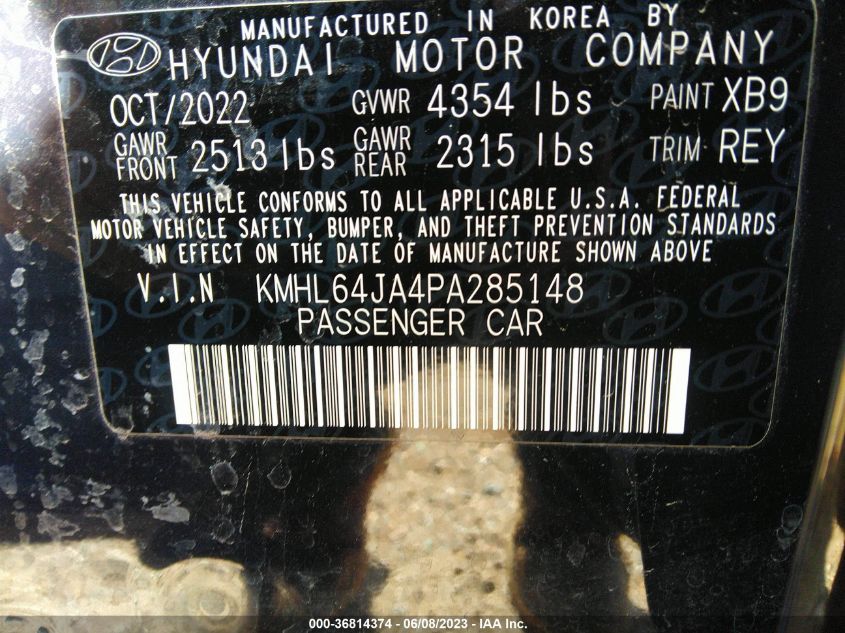 MANUFACTURED IN KOREA BY
HYUNDAI MOTOR COMPANY
OCT/2022 GVWR 4354 lbs PAINT XB9
GAWR FRONT 2513 lbs GAWR REAR 2315 lbs TRIM REY
THIS VEHICLE CONFORMS TO ALL APPLICABLE U.S.A. FEDERAL
MOTOR VEHICLE SAFETY, BUMPER, AND THEFT PREVENTION STANDARDS
IN EFFECT ON THE DATE OF MANUFACTURE SHOWN ABOVE
V.I.N KMHL64JA4PA285148
PASSENGER CAR
000-36814374 - 06/08/2023 - IAA Inc.